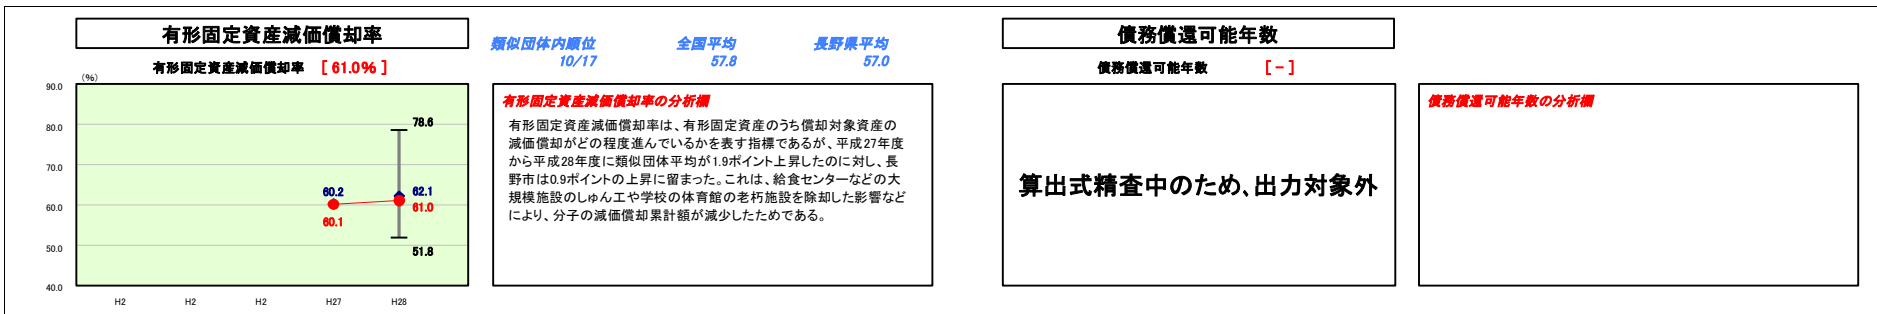 有形固定資産減価償却率
有形固定資産減価償却率 [ 61.0% ]
類似団体内順位 全国平均 長野県平均
10/17 57.8 57.0
(%)
90.0
80.0
70.0
60.0
50.0
40.0
78.6
60.2 62.1
60.1 61.0
51.8
H2 H2 H2 H27 H28
有形固定資産減価償却率の分析欄
有形固定資産減価償却率は、有形固定資産のうち償却対象資産の
減価償却がどの程度進んでいるかを表す指標であるが、平成27年度
から平成28年度に類似団体平均が1.9ポイント上昇したのに対し、長
野市は0.9ポイントの上昇に留まった。これは、給食センターなどの大
規模施設のしゅん工や学校の体育館の老朽施設を除却した影響など
により、分子の減価償却累計額が減少したためである。
債務償還可能年数
債務償還可能年数 [ - ]
算出式精査中のため、出力対象外
債務償還可能年数の分析欄